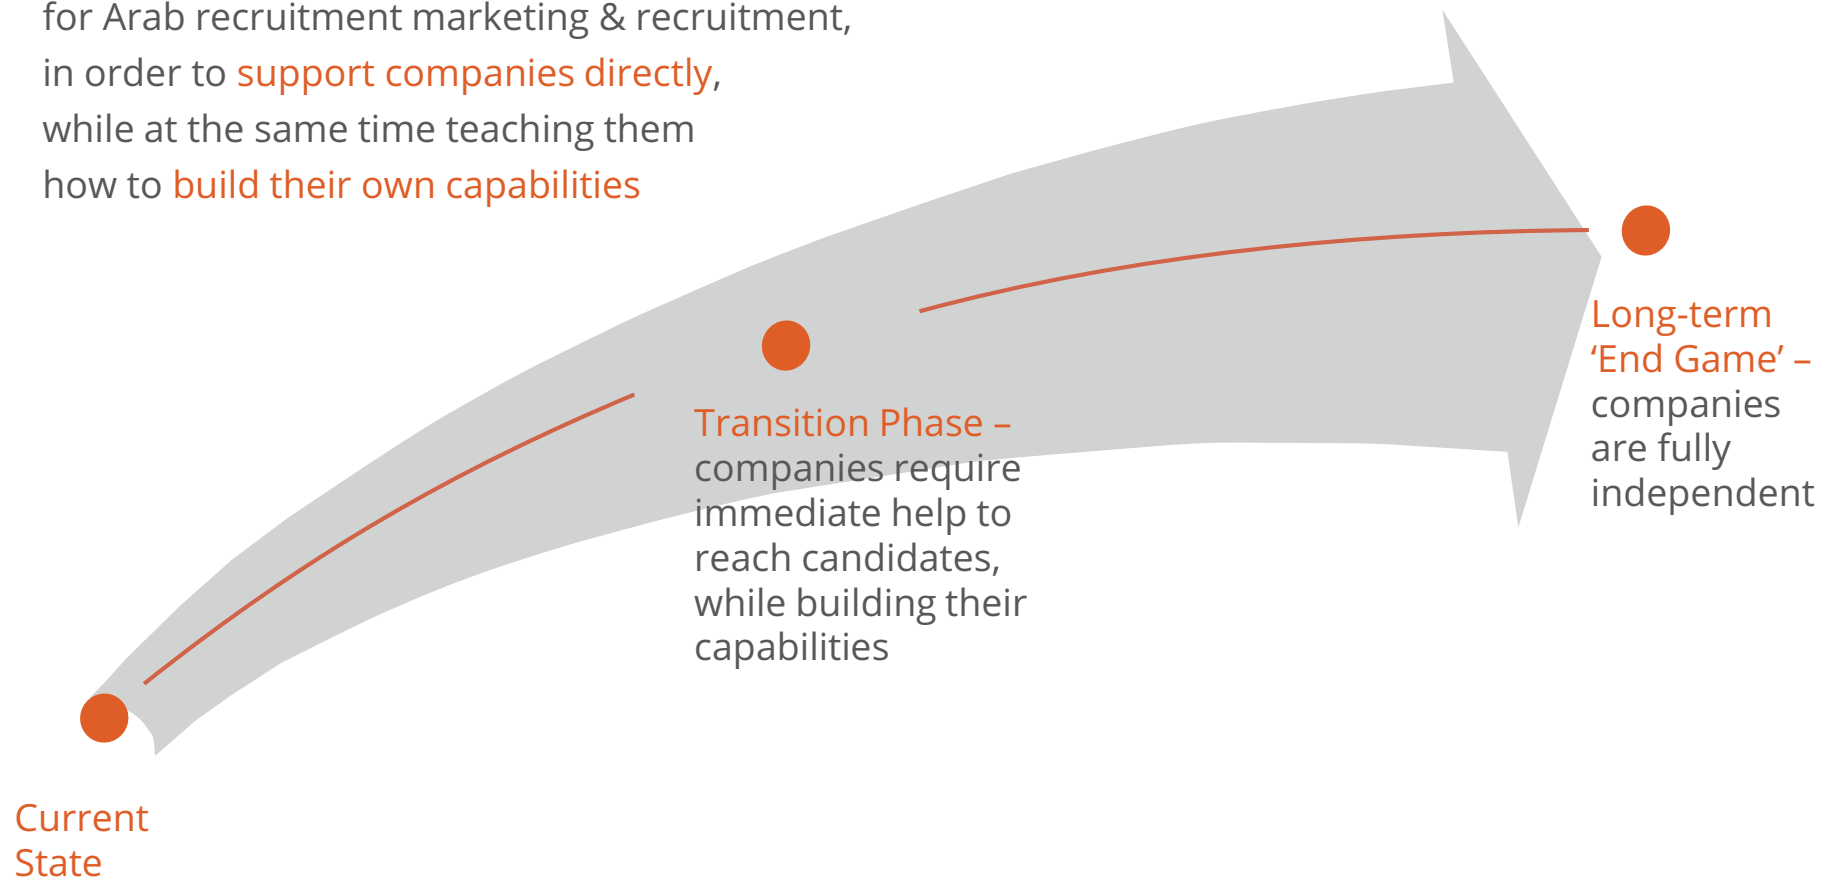 for Arab recruitment marketing & recruitment,
in order to support companies directly,
while at the same time teaching them
how to build their own capabilities
Transition Phase –
companies require
immediate help to
reach candidates,
while building their
capabilities
Long-term
‘End Game’ –
companies
are fully
independent
Current
State